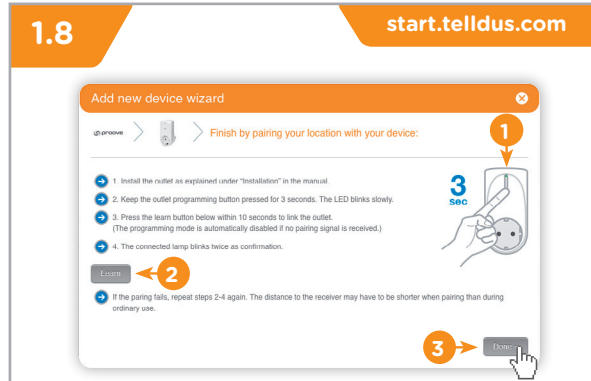 1.8
start.telldus.com
Add new device wizard
proove
Finish by pairing your location with your device:
1
1. Install the outlet as explained under "Installation" in the manual.
2. Keep the outlet programming button pressed for 3 seconds. The LED blinks slowly.
3
sec
3. Press the learn button below within 10 seconds to link the outlet.
(The programming mode is automatically disabled if no pairing signal is received.)
4. The connected lamp blinks twice as confirmation.
Learn
2
If the paring fails, repeat steps 2-4 again. The distance to the receiver may have to be shorter when pairing than during
ordinary use.
3
Done